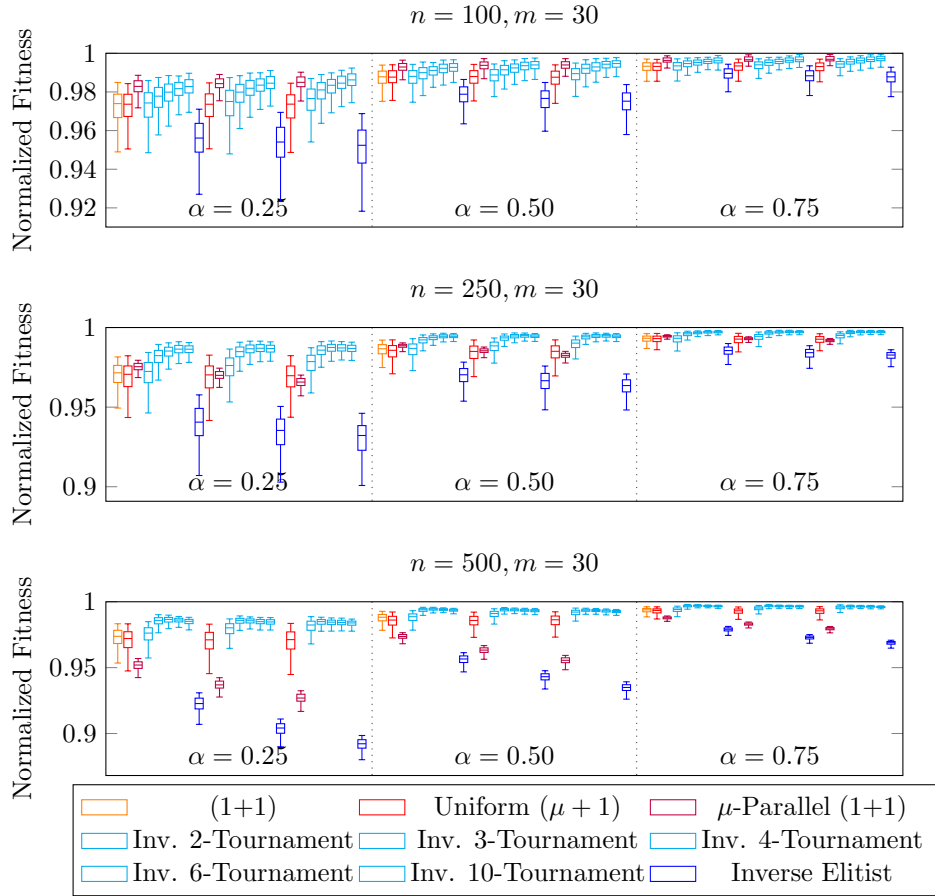 n = 100, m = 30
Normalized Fitness
1
0.98
0.96
0.94
0.92
α = 0.25 α = 0.50 α = 0.75
n = 250, m = 30
Normalized Fitness
1
0.95
0.9
α = 0.25 α = 0.50 α = 0.75
n = 500, m = 30
Normalized Fitness
1
0.95
0.9
α = 0.25 α = 0.50 α = 0.75
(1+1) Uniform (μ + 1) μ-Parallel (1+1)
Inv. 2-Tournament Inv. 3-Tournament Inv. 4-Tournament
Inv. 6-Tournament Inv. 10-Tournament Inverse Elitist